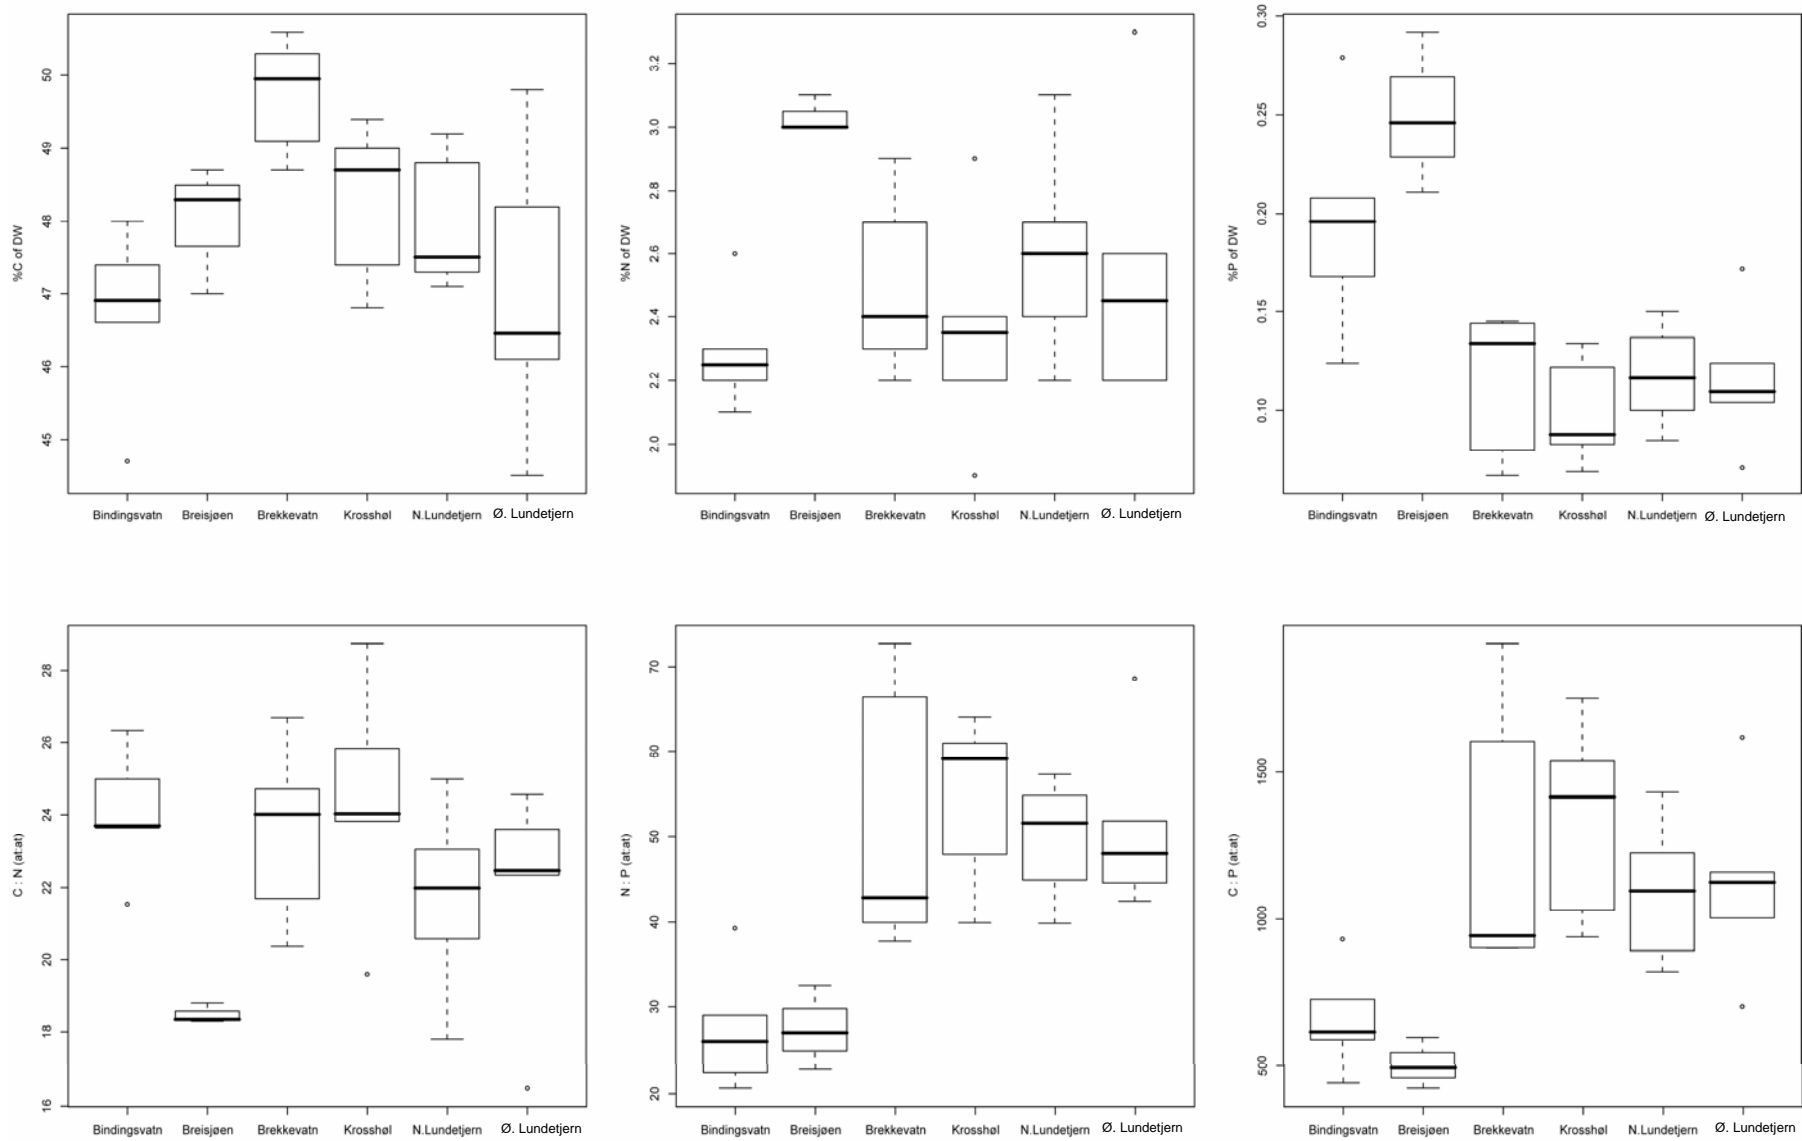 %C of DW
50
49
48
47
46
45
Bindingsvatn Breisjøen Brekkevatn Krosshøl N.Lundetjern Ø. Lundetjern
%N of DW
3.2
3.0
2.8
2.6
2.4
2.2
2.0
Bindingsvatn Breisjøen Brekkevatn Krosshøl N.Lundetjern Ø. Lundetjern
%P of DW
0.30
0.25
0.20
0.15
0.10
Bindingsvatn Breisjøen Brekkevatn Krosshøl N.Lundetjern Ø. Lundetjern
C : N (at:at)
28
26
24
22
20
18
16
Bindingsvatn Breisjøen Brekkevatn Krosshøl N.Lundetjern Ø. Lundetjern
N : P (at:at)
70
60
50
40
30
20
Bindingsvatn Breisjøen Brekkevatn Krosshøl N.Lundetjern Ø. Lundetjern
C : P (at:at)
1500
1000
500
Bindingsvatn Breisjøen Brekkevatn Krosshøl N.Lundetjern Ø. Lundetjern